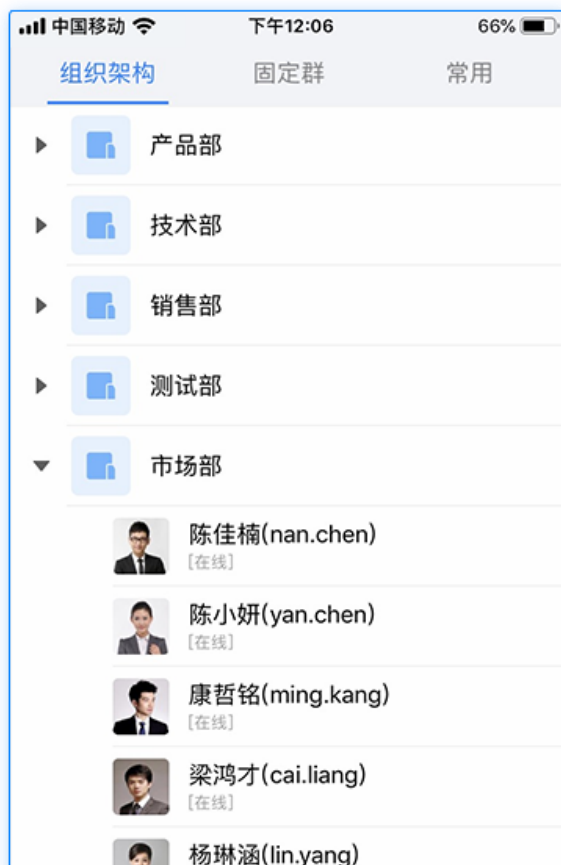 中国移动 下午12:06 66%
组织架构 固定群 常用
产品部
技术部
销售部
测试部
市场部
陈佳楠(nan.chen)
[在线]
陈小妍(yan.chen)
[在线]
康哲铭(ming.kang)
[在线]
梁鸿才(cai.liang)
[在线]
杨琳涵(lin.yang)